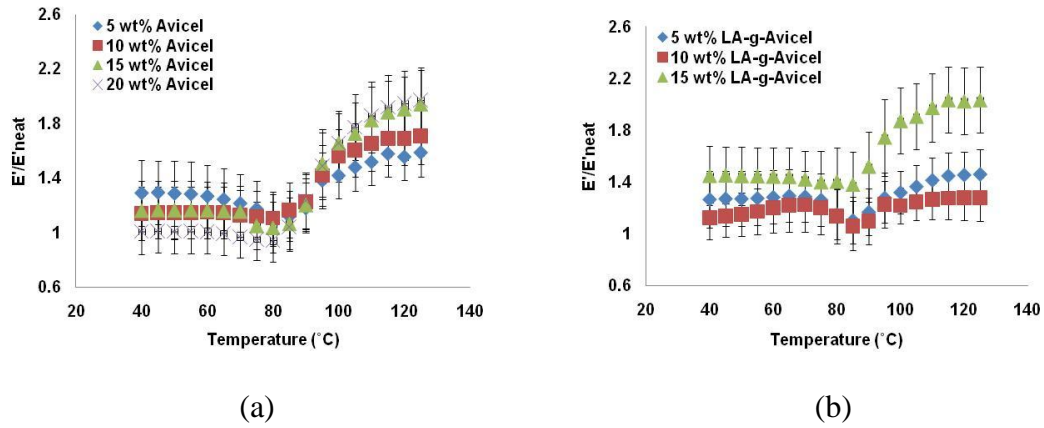 2.6
2.2
1.8
1.4
1
0.6
E'/E'neat
5 wt% Avicel
10 wt% Avicel
15 wt% Avicel
20 wt% Avicel
20 40 60 80 100 120 140
Temperature (˚C)
(a)
2.6
2.2
1.8
1.4
1
0.6
E'/E'neat
5 wt% LA-g-Avicel
10 wt% LA-g-Avicel
15 wt% LA-g-Avicel
20 40 60 80 100 120 140
Temperature (˚C)
(b)